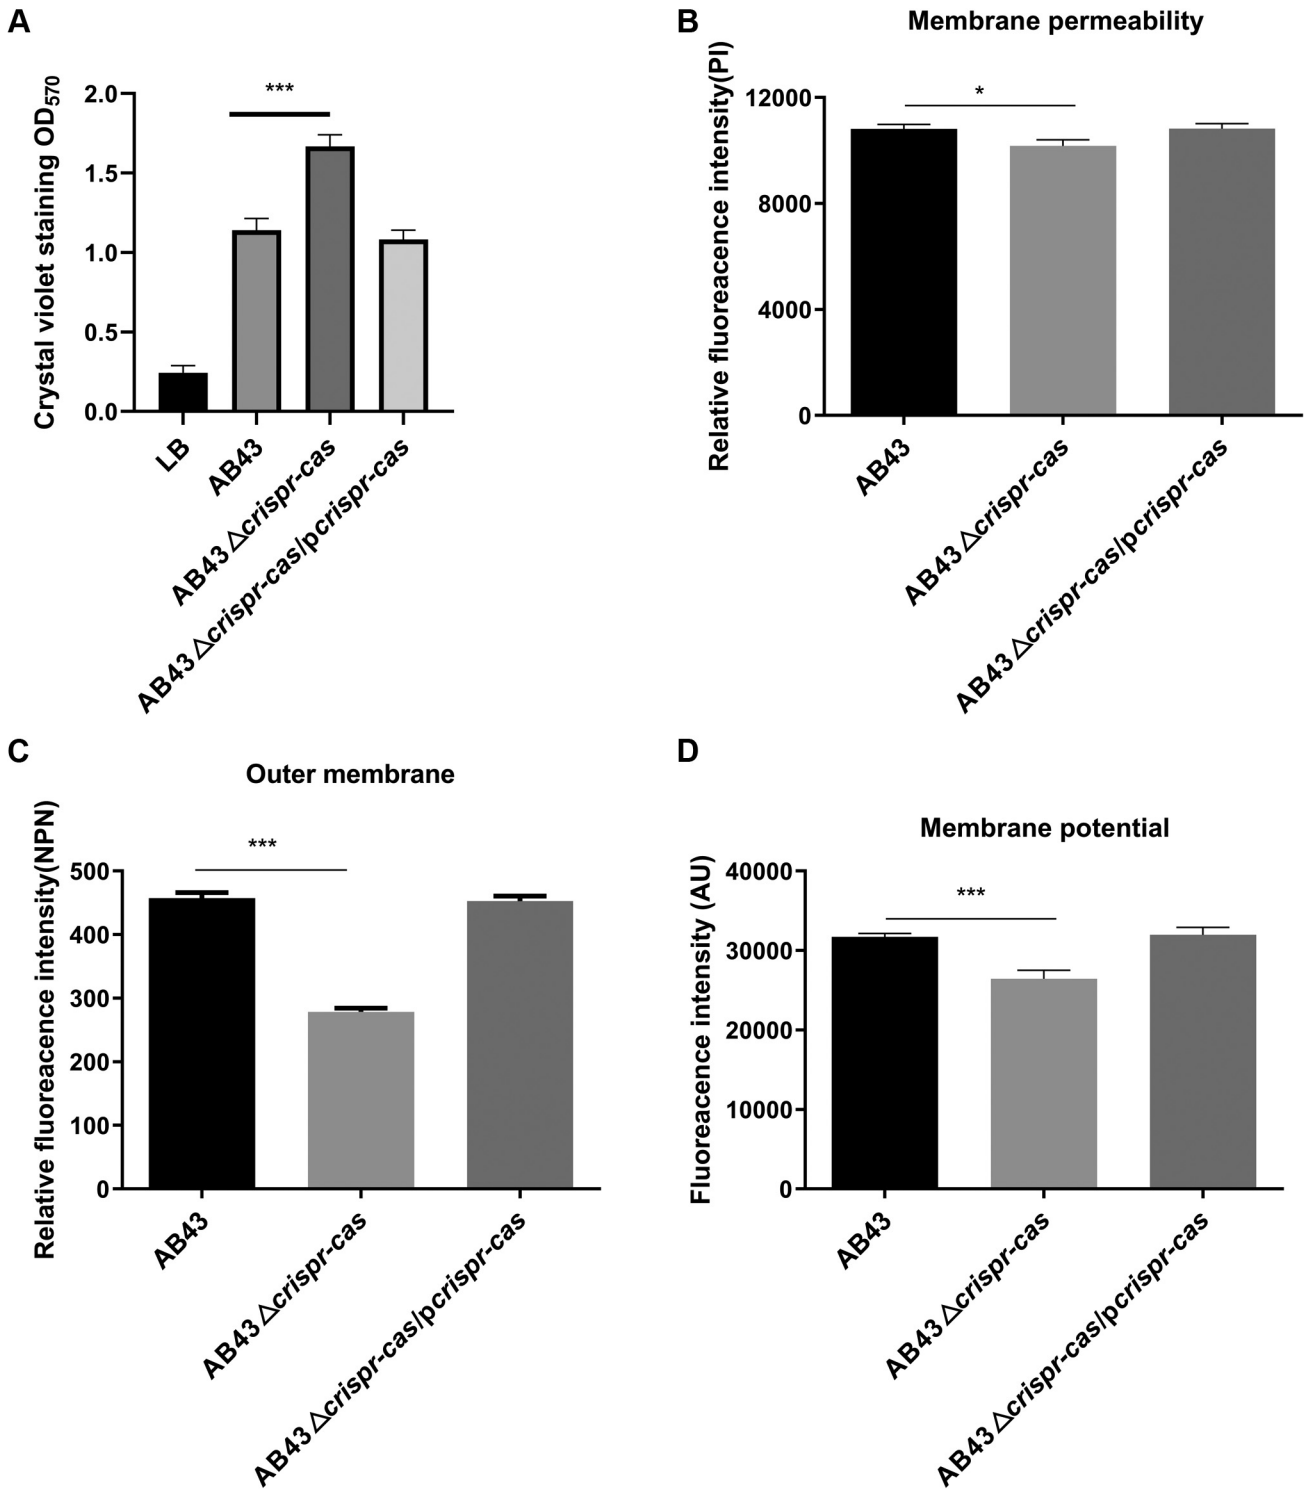 A
Crystal violet staining OD570
2.0
1.5
1.0
0.5
0.0
***
LB
AB43
AB43△crispr-cas
AB43△crispr-cas/pcrispr-cas
B
Membrane permeability
Relative fluoreacence intensity(PI)
12000
8000
4000
0
*
AB43
AB43△crispr-cas
AB43△crispr-cas/pcrispr-cas
C
Outer membrane
Relative fluoreacence intensity(NPN)
500
400
300
200
100
0
***
AB43
AB43△crispr-cas
AB43△crispr-cas/pcrispr-cas
D
Membrane potential
Fluoreacence intensity (AU)
40000
30000
20000
10000
0
***
AB43
AB43△crispr-cas
AB43△crispr-cas/pcrispr-cas